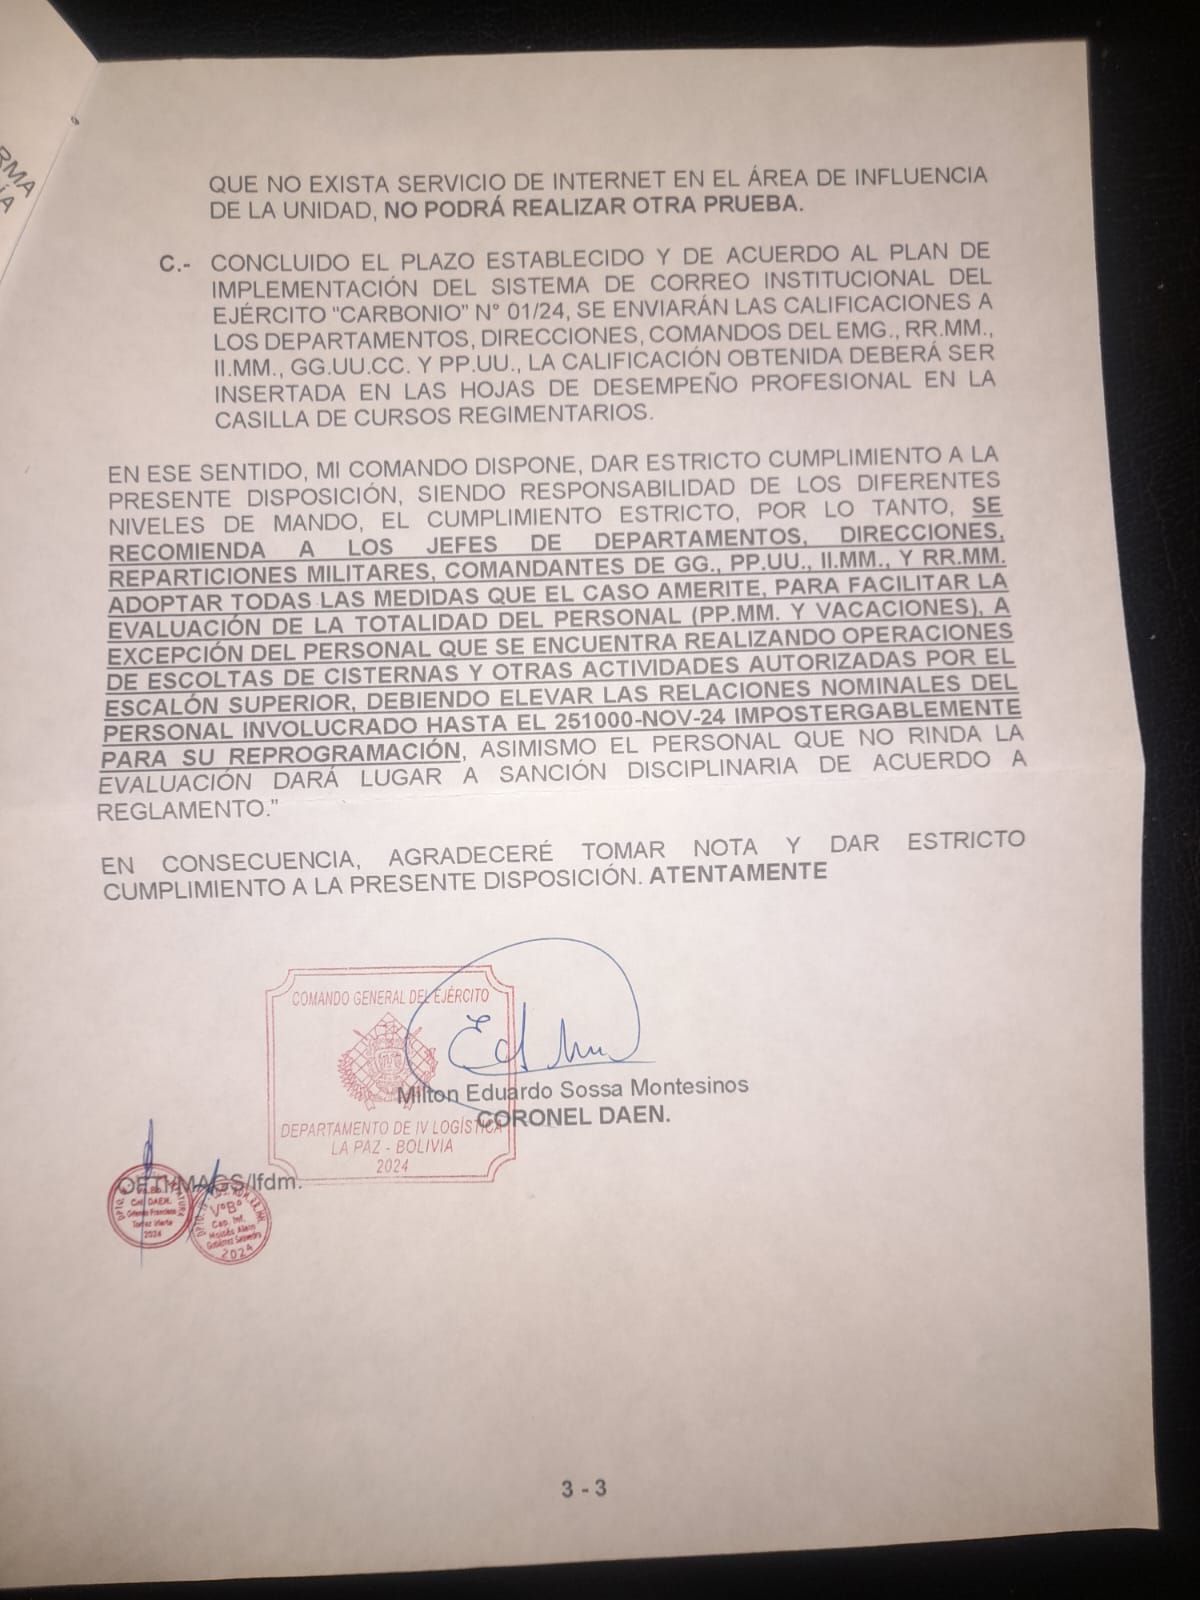 RMA
ÍA
QUE NO EXISTA SERVICIO DE INTERNET EN EL ÁREA DE INFLUENCIA
DE LA UNIDAD, NO PODRÁ REALIZAR OTRA PRUEBA.
C.- CONCLUIDO EL PLAZO ESTABLECIDO Y DE ACUERDO AL PLAN DE
IMPLEMENTACIÓN DEL SISTEMA DE CORREO INSTITUCIONAL DEL
EJÉRCITO "CARBONIO" N° 01/24, SE ENVIARÁN LAS CALIFICACIONES A
LOS DEPARTAMENTOS, DIRECCIONES, COMANDOS DEL EMG., RR.MM.,
II.MM., GG.UU.CC. Y PP.UU., LA CALIFICACIÓN OBTENIDA DEBERÁ SER
INSERTADA EN LAS HOJAS DE DESEMPEÑO PROFESIONAL EN LA
CASILLA DE CURSOS REGIMENTARIOS.
EN ESE SENTIDO, MI COMANDO DISPONE, DAR ESTRICTO CUMPLIMIENTO A LA
PRESENTE DISPOSICIÓN, SIENDO RESPONSABILIDAD DE LOS DIFERENTES
NIVELES DE MANDO, EL CUMPLIMIENTO ESTRICTO, POR LO TANTO, SE
RECOMIENDA A LOS JEFES DE DEPARTAMENTOS, DIRECCIONES,
REPARTICIONES MILITARES, COMANDANTES DE GG., PP.UU., II.MM., Y RR.MM.
ADOPTAR TODAS LAS MEDIDAS QUE EL CASO AMERITE, PARA FACILITAR LA
EVALUACIÓN DE LA TOTALIDAD DEL PERSONAL (PP.MM. Y VACACIONES), A
EXCEPCIÓN DEL PERSONAL QUE SE ENCUENTRA REALIZANDO OPERACIONES
DE ESCOLTAS DE CISTERNAS Y OTRAS ACTIVIDADES AUTORIZADAS POR EL
ESCALÓN SUPERIOR, DEBIENDO ELEVAR LAS RELACIONES NOMINALES DEL
PERSONAL INVOLUCRADO HASTA EL 251000-NOV-24 IMPOSTERGABLEMENTE
PARA SU REPROGRAMACIÓN, ASIMISMO EL PERSONAL QUE NO RINDA LA
EVALUACIÓN DARÁ LUGAR A SANCIÓN DISCIPLINARIA DE ACUERDO A
REGLAMENTO."
EN CONSECUENCIA, AGRADECERÉ TOMAR NOTA Y DAR ESTRICTO
CUMPLIMIENTO A LA PRESENTE DISPOSICIÓN. ATENTAMENTE
COMANDO GENERAL DEL EJÉRCITO
Milton Eduardo Sossa Montesinos
CORONEL DAEN.
DEPARTAMENTO DE IV LOGÍSTICA
LA PAZ - BOLIVIA
2024
/lfdm.
Cnl. DAEN.
2024
V°B°
Cap. Inf.
Moisés Alain
2024
3 - 3